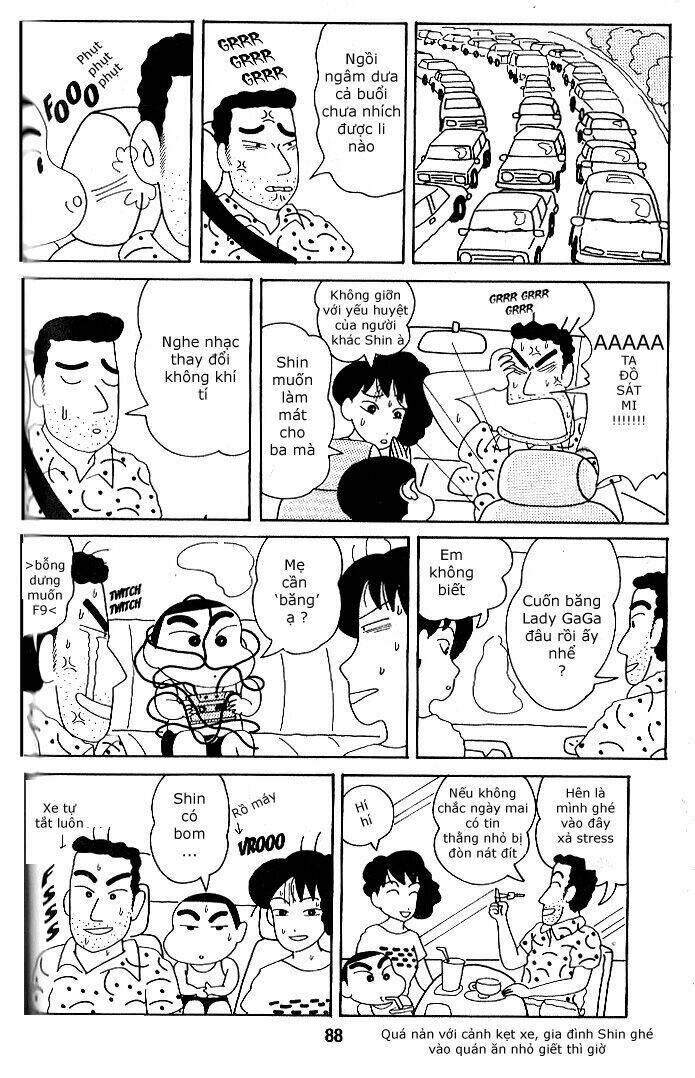 Ngồi
ngâm dưa
cả buổi
chưa nhích
được li
nào
GRRR
GRRR
GRRR
Phụt
phụt
phụt
FOOO
AAAAA
TA
ĐỒ
SÁT
MI
!!!!!!!
GRRR GRRR
GRRR
Không giỡn
với yếu huyệt
của người
khác Shin à
Shin
muốn
làm
mát
cho
ba mà
Nghe nhạc
thay đổi
không khí
tí
Cuốn băng
Lady GaGa
đâu rồi ấy
nhể
?
Em
không
biết
Mẹ
cần
‘băng’
ạ ?
TWITCH
TWITCH
>bỗng
dưng
muốn
F9<
Hên là
mình ghé
vào đây
xả stress
Nếu không
chắc ngày mai
có tin
thằng nhỏ bị
đòn nát đít
Hí
hí
Quá nản với cảnh kẹt xe, gia đình Shin ghé
vào quán ăn nhỏ giết thì giờ
Rồ máy
VROOO
Shin
có
bom
...
Xe tự
tắt luôn
ИИИИ
88